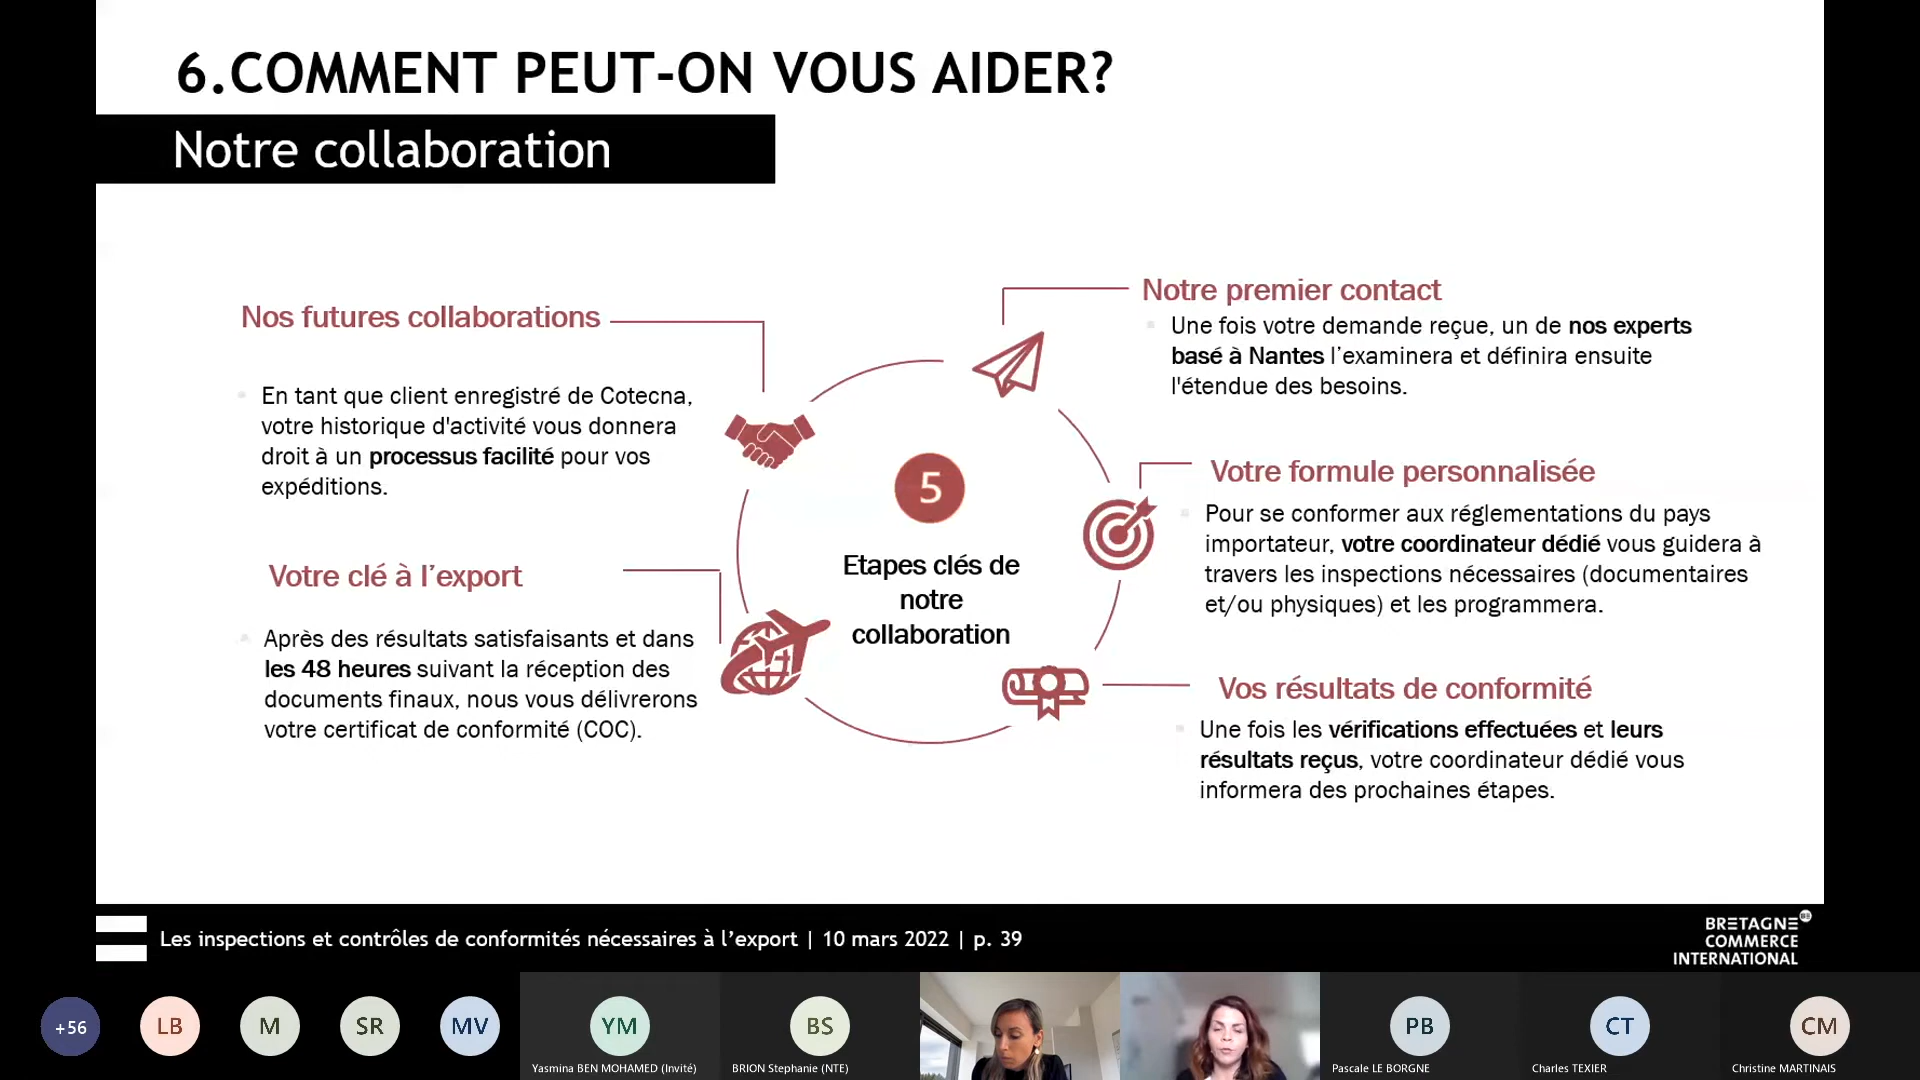 6.COMMENT PEUT-ON VOUS AIDER?
Notre collaboration
Nos futures collaborations
En tant que client enregistré de Cotecna,
votre historique d'activité vous donnera
droit à un processus facilité pour vos
expéditions.
Votre clé à l’export
Après des résultats satisfaisants et dans
les 48 heures suivant la réception des
documents finaux, nous vous délivrerons
votre certificat de conformité (COC).
5
Etapes clés de
notre
collaboration
Notre premier contact
Une fois votre demande reçue, un de nos experts
basé à Nantes l’examinera et définira ensuite
l'étendue des besoins.
Votre formule personnalisée
Pour se conformer aux réglementations du pays
importateur, votre coordinateur dédié vous guidera à
travers les inspections nécessaires (documentaires
et/ou physiques) et les programmera.
Vos résultats de conformité
Une fois les vérifications effectuées et leurs
résultats reçus, votre coordinateur dédié vous
informera des prochaines étapes.
Les inspections et contrôles de conformités nécessaires à l’export | 10 mars 2022 | p. 39
BRETAGNE
COMMERCE
INTERNATIONAL
+56
LB
M
SR
MV
YM
Yasmina BEN MOHAMED (Invité)
BS
BRION Stephanie (NTE)
PB
Pascale LE BORGNE
CT
Charles TEXIER
CM
Christine MARTINAIS